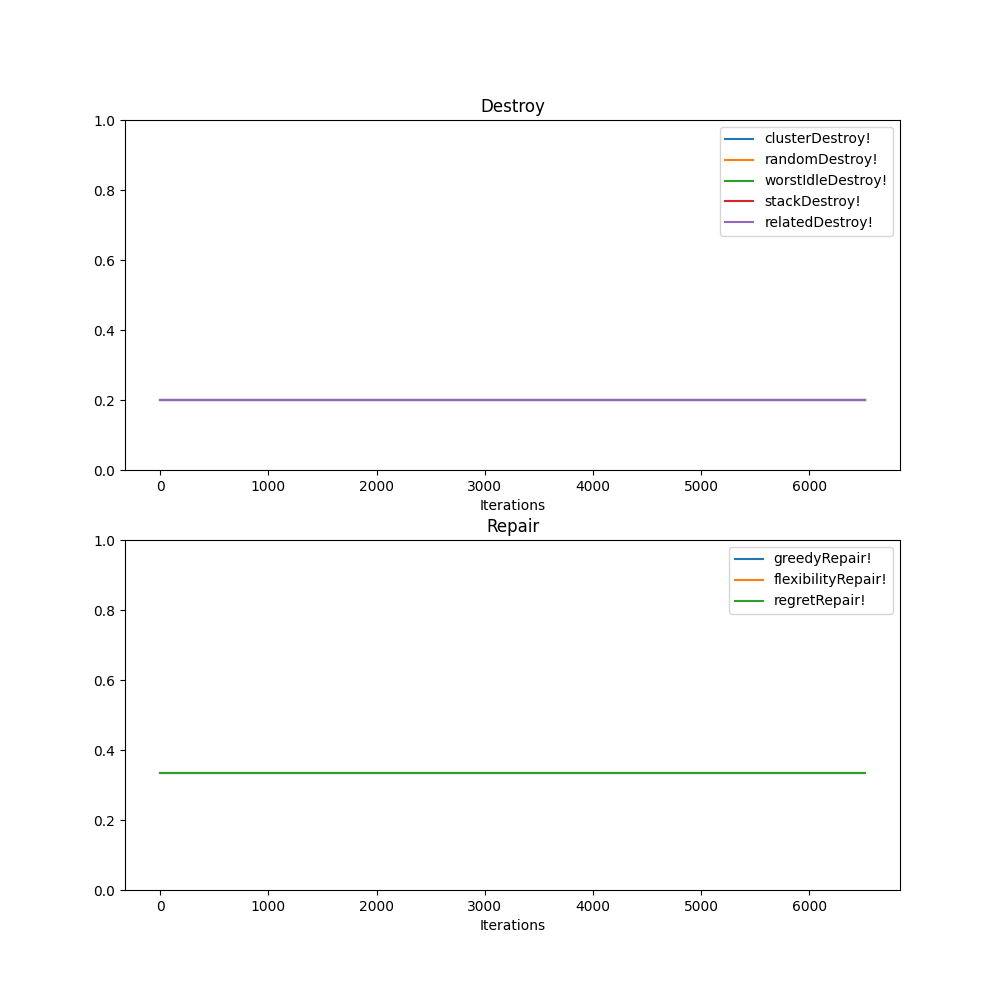 Destroy
1.0
0.8
0.6
0.4
0.2
0.0
clusterDestroy!
randomDestroy!
worstIdleDestroy!
stackDestroy!
relatedDestroy!
0 1000 2000 3000 4000 5000 6000
Iterations
Repair
1.0
0.8
0.6
0.4
0.2
0.0
greedyRepair!
flexibilityRepair!
regretRepair!
0 1000 2000 3000 4000 5000 6000
Iterations